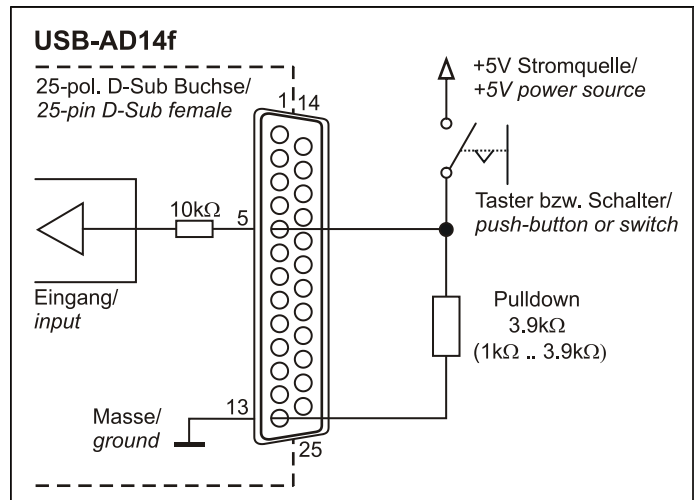 USB-AD14f
25-pol. D-Sub Buchse/
25-pin D-Sub female
1 14
+5V Stromquelle/
+5V power source
10kΩ
5
Taster bzw. Schalter/
push-button or switch
Eingang/
input
Pulldown
3.9kΩ
(1kΩ .. 3.9kΩ)
Masse/
ground
13
25